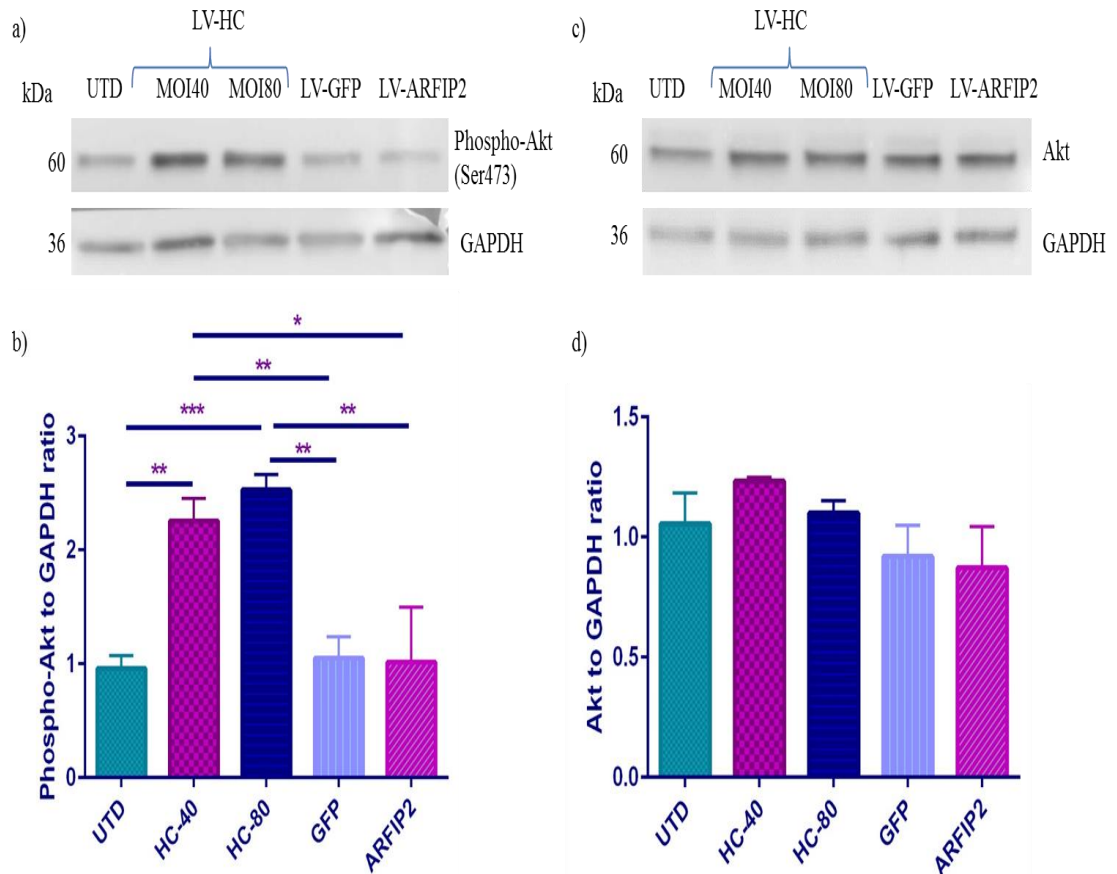 a)
LV-HC
kDa UTD MOI40 MOI80 LV-GFP LV-ARFIP2
60
Phospho-Akt
(Ser473)
36
GAPDH
c)
LV-HC
kDa UTD MOI40 MOI80 LV-GFP LV-ARFIP2
60
Akt
36
GAPDH
b)
*
**
***
**
**
**
Phospho-Akt to GAPDH ratio
3
2
1
0
UTD HC-40 HC-80 GFP ARFIP2
d)
Akt to GAPDH ratio
1.5
1.0
0.5
0.0
UTD HC-40 HC-80 GFP ARFIP2